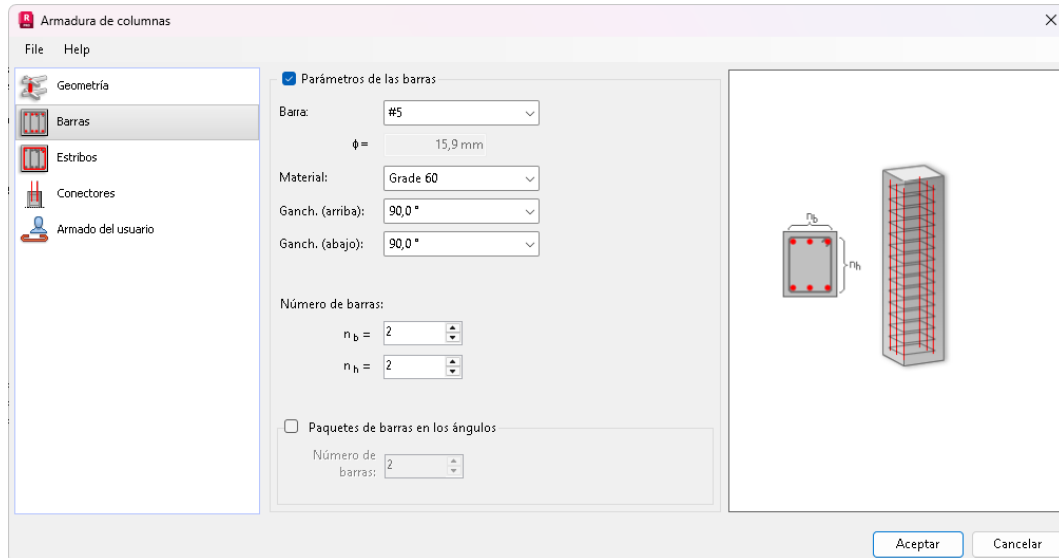 Armadura de columnas
File Help
Geometría
Barras
Estribos
Conectores
Armado del usuario
Parámetros de las barras
Barra: #5
ϕ = 15,9 mm
Material: Grade 60
Ganch. (arriba): 90,0 °
Ganch. (abajo): 90,0 °
Número de barras:
n b = 2
n h = 2
Paquetes de barras en los ángulos
Número de
barras: 2
n b
n h
Aceptar Cancelar